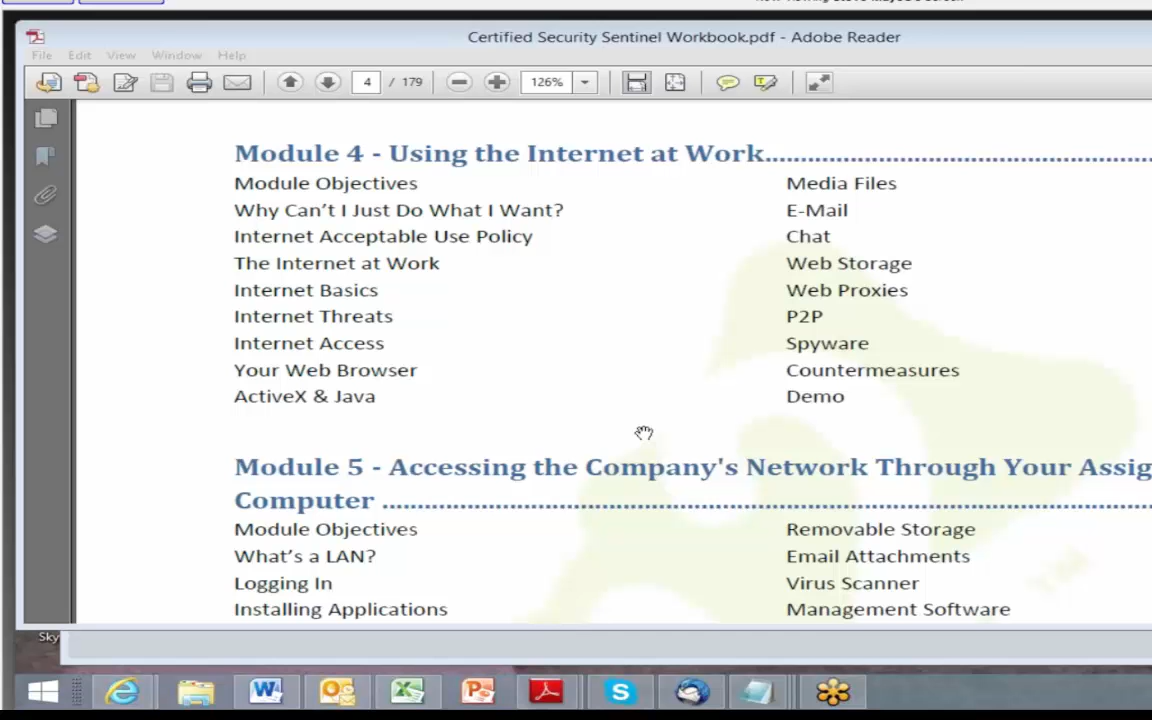 Certified Security Sentinel Workbook.pdf - Adobe Reader
File Edit View Window Help
4 / 179 126%
Module 4 - Using the Internet at Work
Module Objectives
Why Can't I Just Do What I Want?
Internet Acceptable Use Policy
The Internet at Work
Internet Basics
Internet Threats
Internet Access
Your Web Browser
ActiveX & Java
Media Files
E-Mail
Chat
Web Storage
Web Proxies
P2P
Spyware
Countermeasures
Demo
Module 5 - Accessing the Company's Network Through Your Assig
Computer
Module Objectives
What's a LAN?
Logging In
Installing Applications
Removable Storage
Email Attachments
Virus Scanner
Management Software
Sky